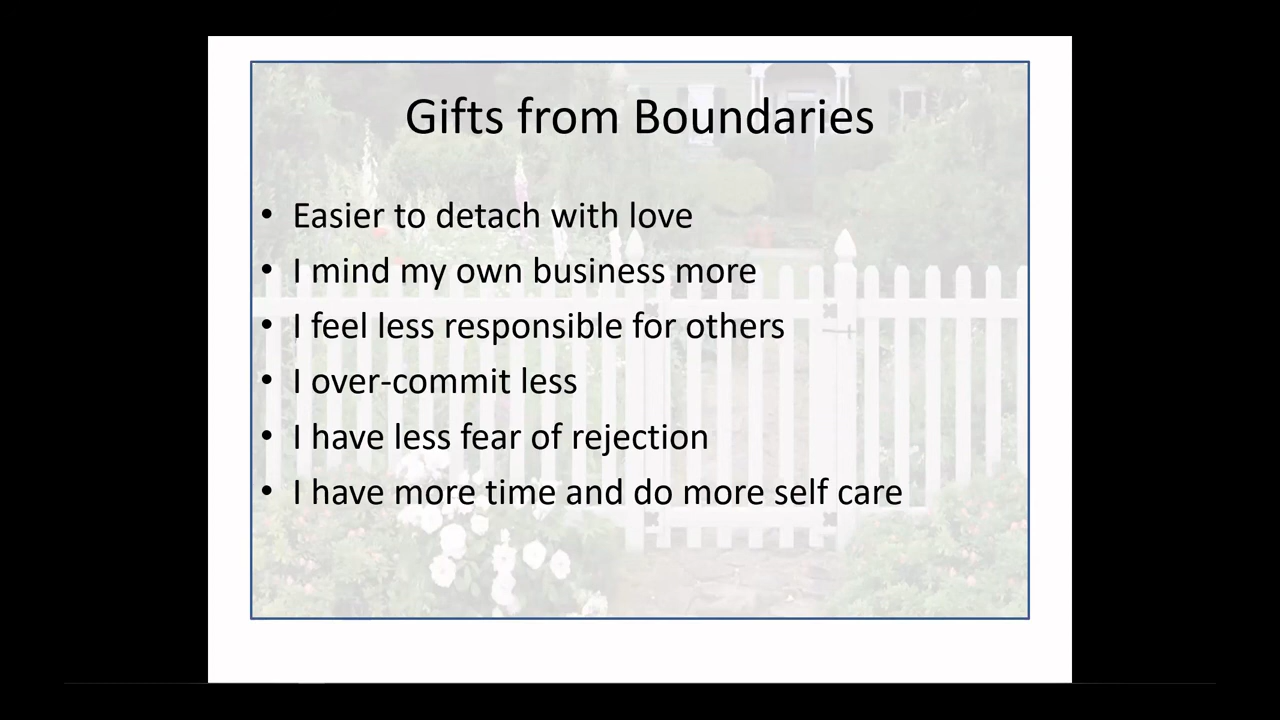 Gifts from Boundaries
• Easier to detach with love
• I mind my own business more
• I feel less responsible for others
• I over-commit less
• I have less fear of rejection
• I have more time and do more self care